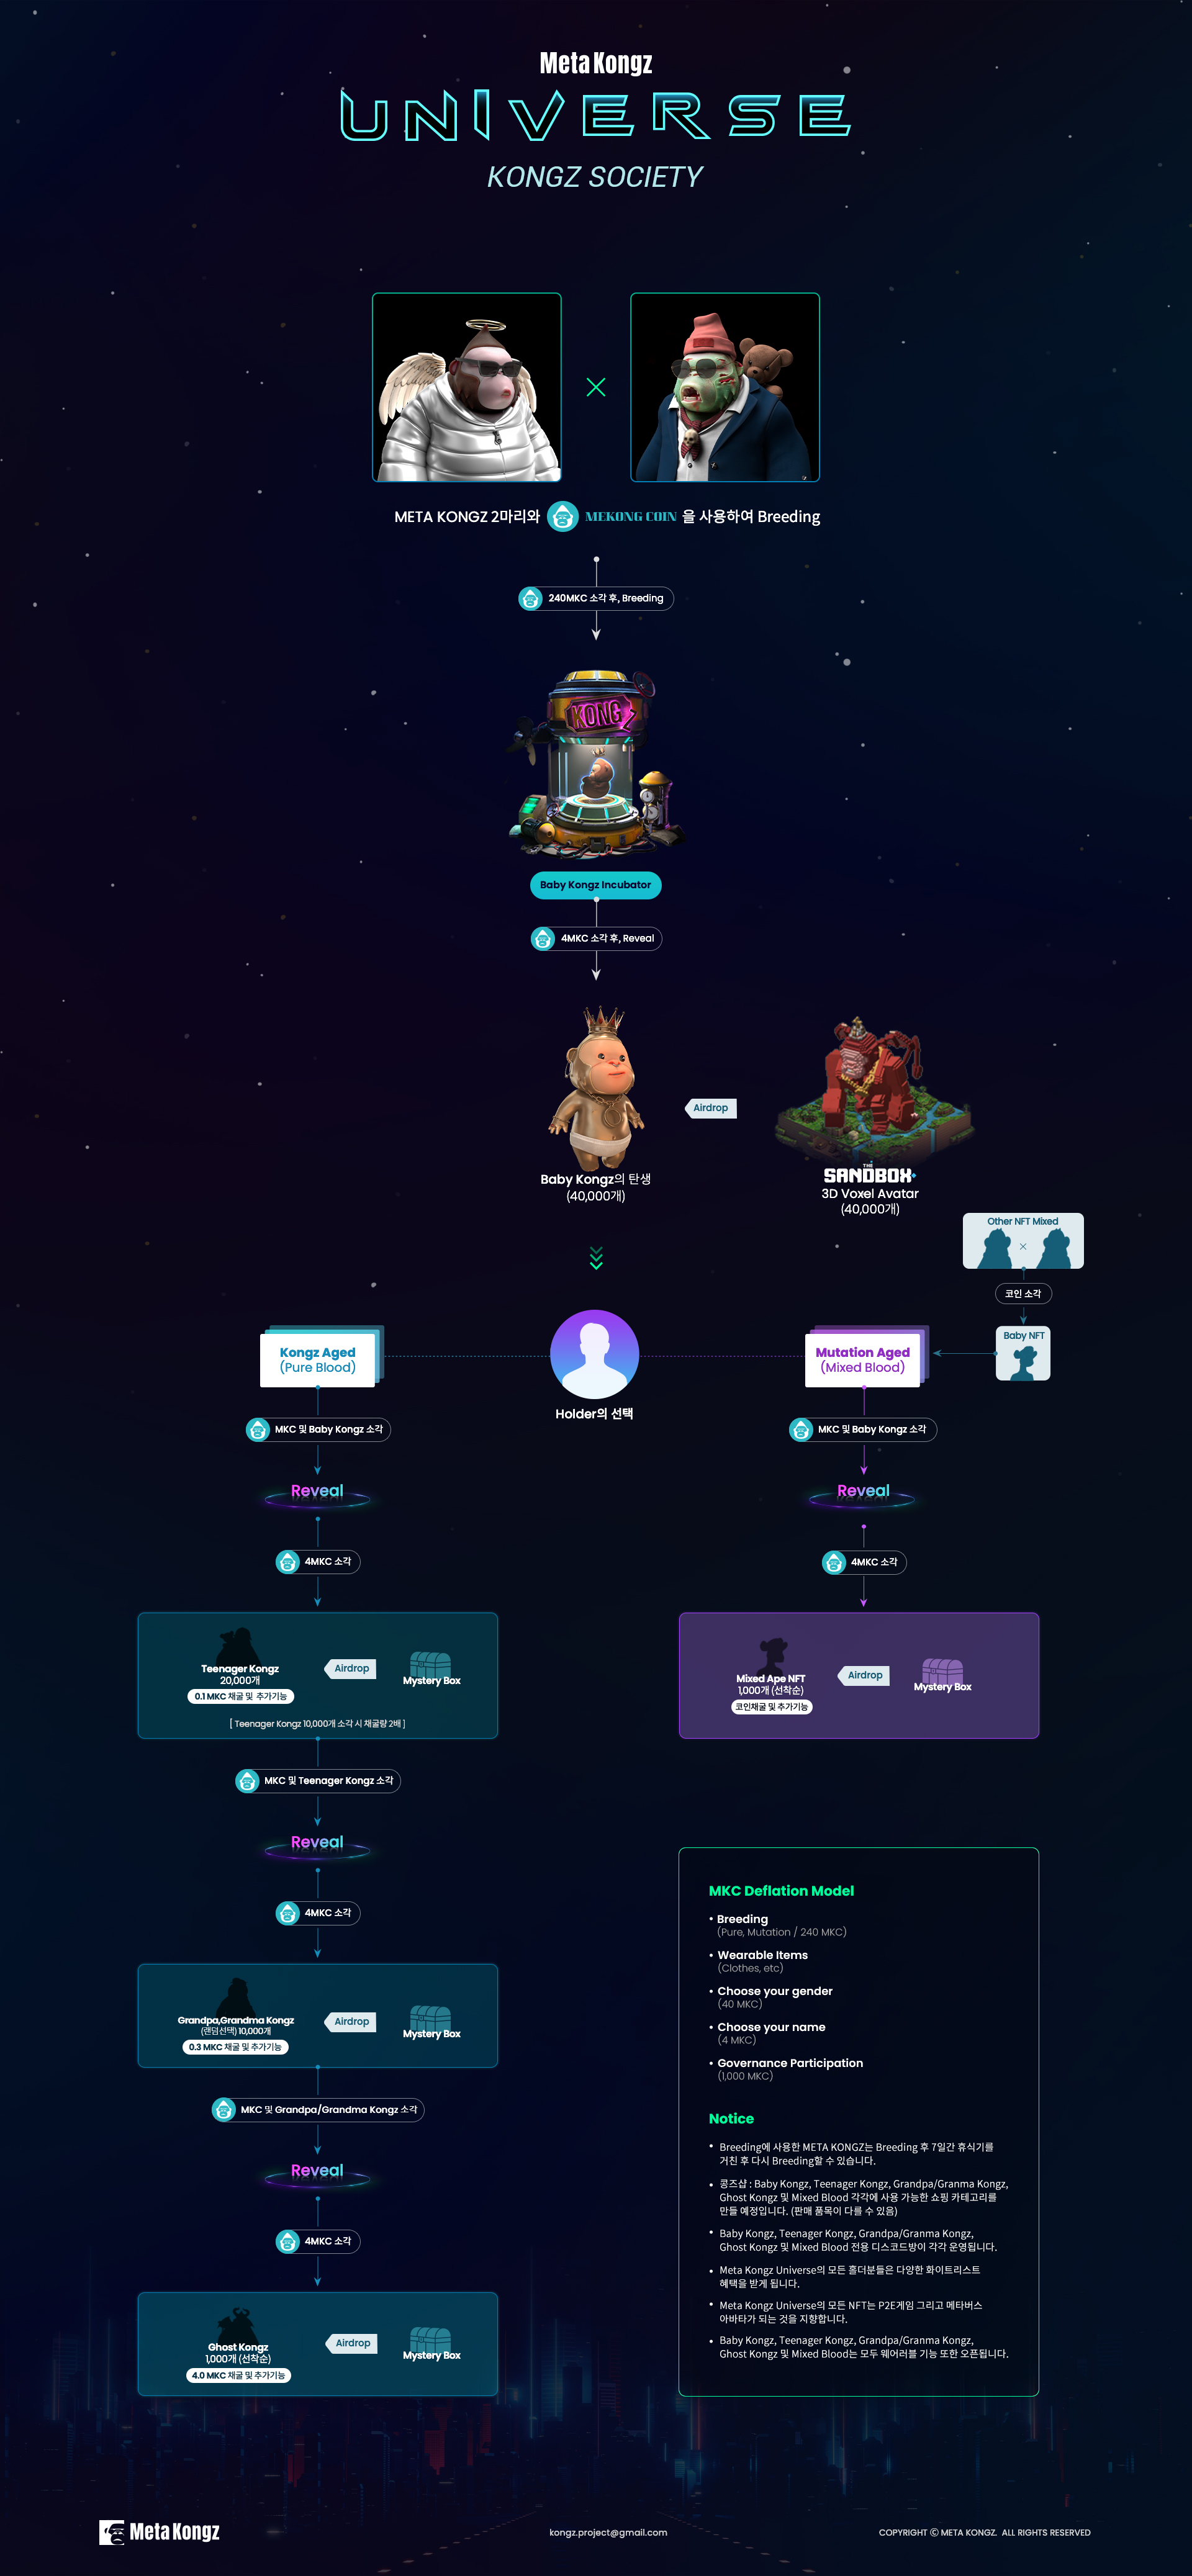 Meta Kongz
UNIVERSE
KONGZ SOCIETY
META KONGZ 2마리와 MEKONG COIN 을 사용하여 Breeding
240MKC 소각 후, Breeding
KONGZ
Baby Kongz Incubator
4MKC 소각 후, Reveal
Airdrop
Baby Kongz의 탄생
(40,000개)
THE
SANDBOX
3D Voxel Avatar
(40,000개)
Other NFT Mixed
코인 소각
Baby NFT
Kongz Aged
(Pure Blood)
Holder의 선택
Mutation Aged
(Mixed Blood)
MKC 및 Baby Kongz 소각
MKC 및 Baby Kongz 소각
Reveal
Reveal
4MKC 소각
4MKC 소각
Teenager Kongz
20,000개
0.1 MKC 채굴 및 추가기능
Airdrop
Mystery Box
[ Teenager Kongz 10,000개 소각 시 채굴량 2배 ]
Mixed Ape NFT
1,000개 (선착순)
코인채굴 및 추가기능
Airdrop
Mystery Box
MKC 및 Teenager Kongz 소각
Reveal
4MKC 소각
Grandpa,Grandma Kongz
(랜덤선택) 10,000개
0.3 MKC 채굴 및 추가기능
Airdrop
Mystery Box
MKC 및 Grandpa/Grandma Kongz 소각
Reveal
4MKC 소각
Ghost Kongz
1,000개 (선착순)
4.0 MKC 채굴 및 추가기능
Airdrop
Mystery Box
MKC Deflation Model
• Breeding
(Pure, Mutation / 240 MKC)
• Wearable Items
(Clothes, etc)
• Choose your gender
(40 MKC)
• Choose your name
(4 MKC)
• Governance Participation
(1,000 MKC)
Notice
• Breeding에 사용한 META KONGZ는 Breeding 후 7일간 휴식기를
거친 후 다시 Breeding할 수 있습니다.
• 콩즈샵 : Baby Kongz, Teenager Kongz, Grandpa/Granma Kongz,
Ghost Kongz 및 Mixed Blood 각각에 사용 가능한 쇼핑 카테고리를
만들 예정입니다. (판매 품목이 다를 수 있음)
• Baby Kongz, Teenager Kongz, Grandpa/Granma Kongz,
Ghost Kongz 및 Mixed Blood 전용 디스코드방이 각각 운영됩니다.
• Meta Kongz Universe의 모든 홀더분들은 다양한 화이트리스트
혜택을 받게 됩니다.
• Meta Kongz Universe의 모든 NFT는 P2E게임 그리고 메타버스
아바타가 되는 것을 지향합니다.
• Baby Kongz, Teenager Kongz, Grandpa/Granma Kongz,
Ghost Kongz 및 Mixed Blood는 모두 웨어러블 기능 또한 오픈됩니다.
Meta Kongz
kongz.project@gmail.com
COPYRIGHT ⓒ META KONGZ. ALL RIGHTS RESERVED